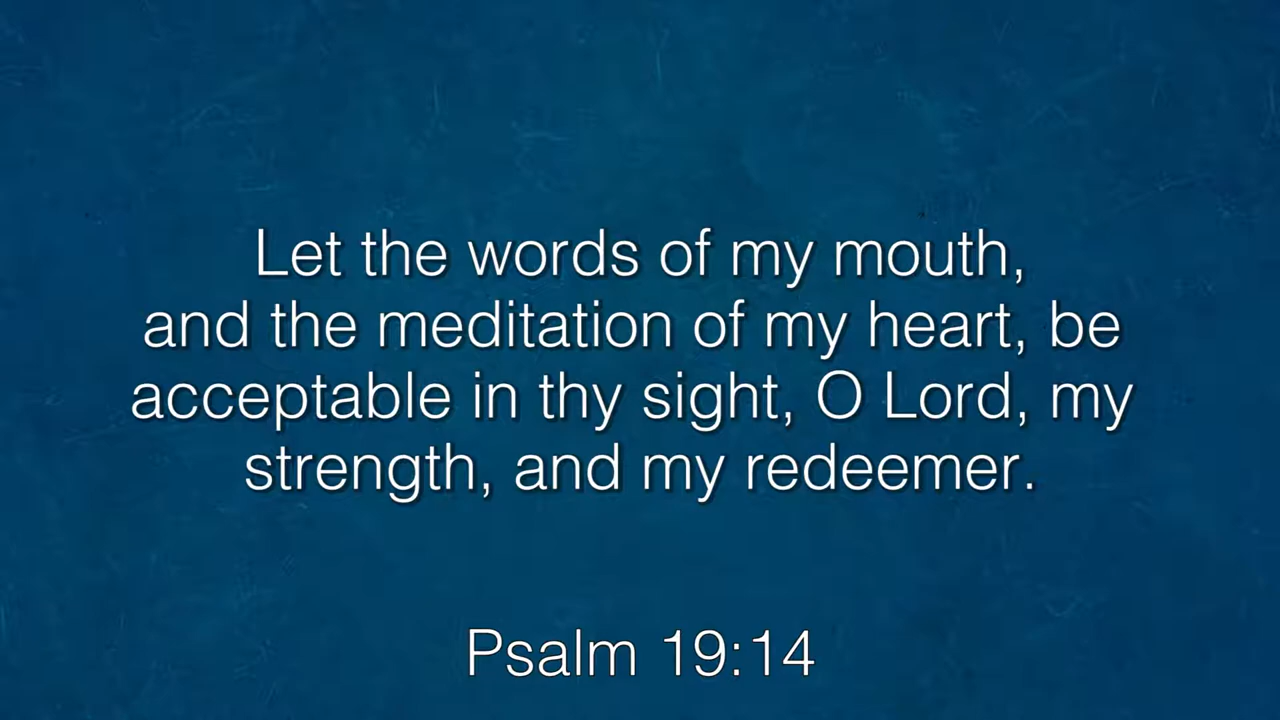 Let the words of my mouth,
and the meditation of my heart, be
acceptable in thy sight, O Lord, my
strength, and my redeemer.
Psalm 19:14